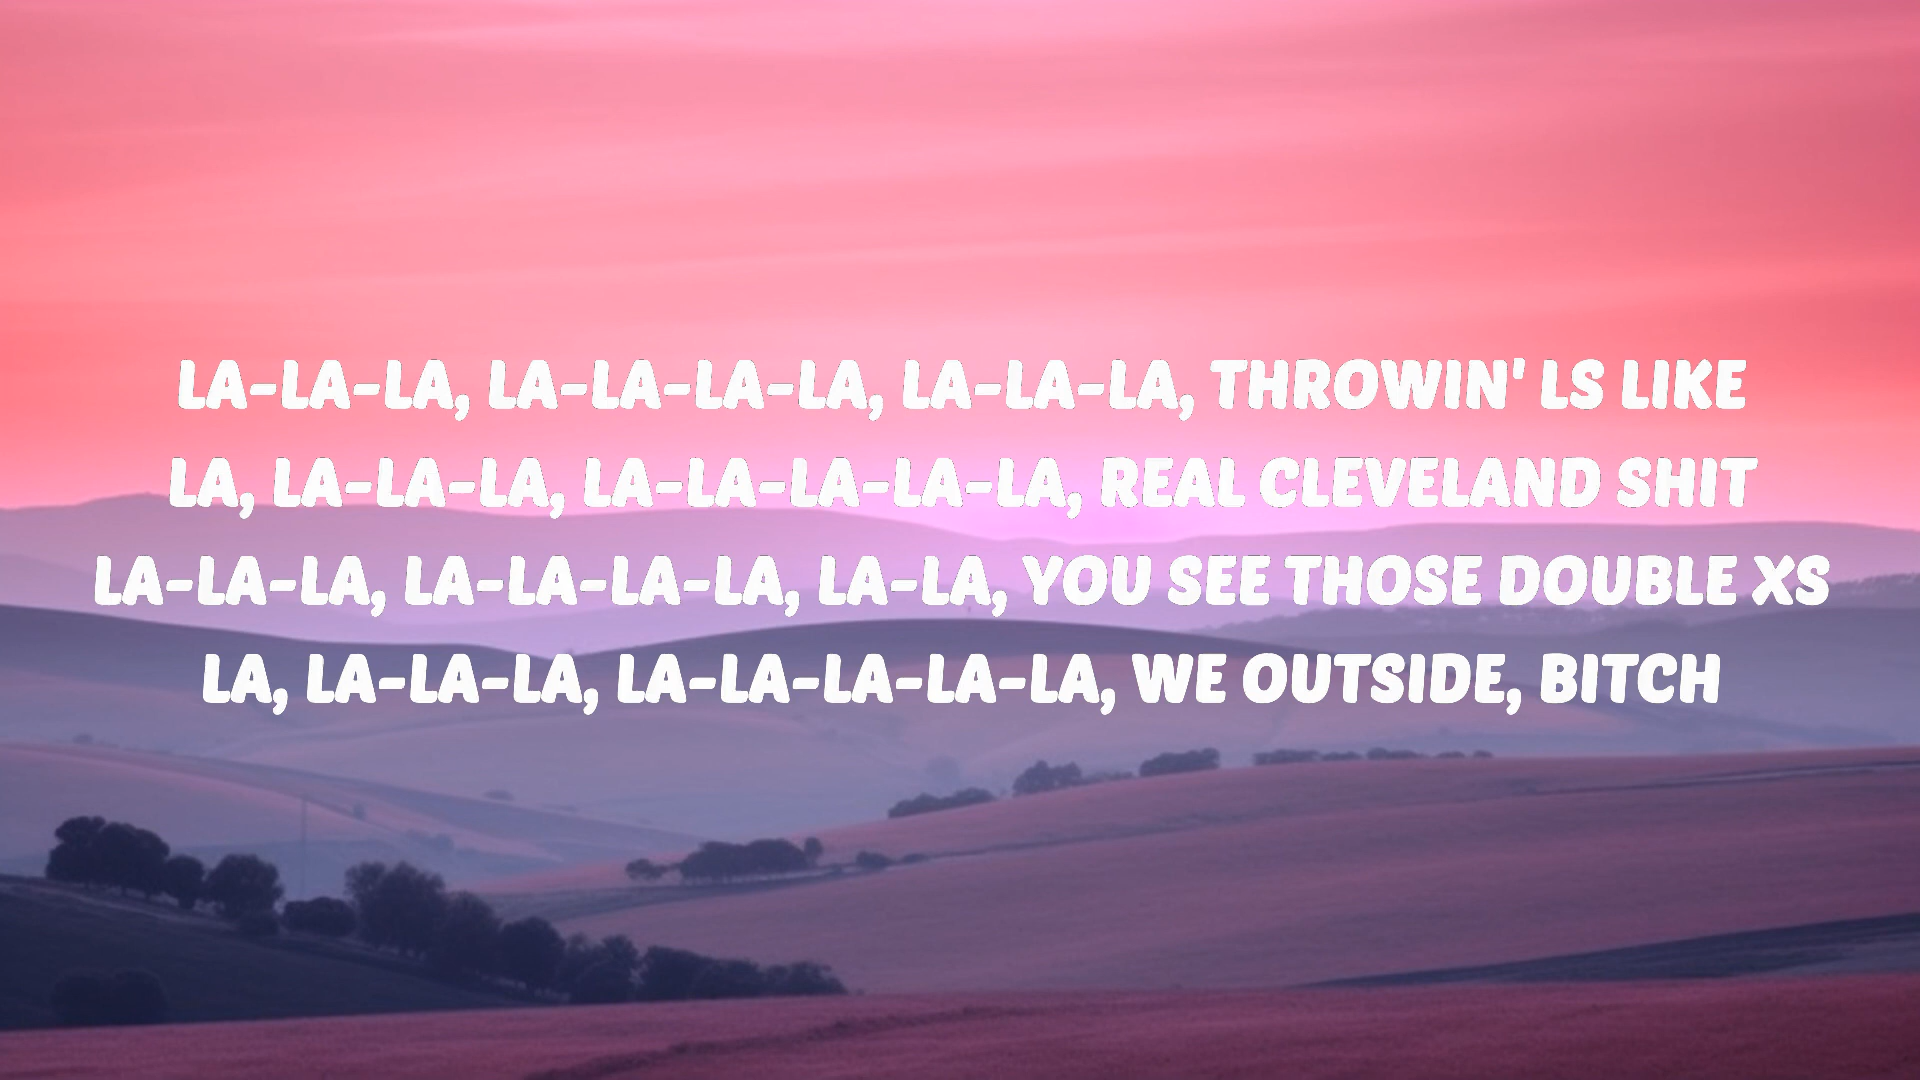 LA-LA-LA, LA-LA-LA-LA, LA-LA-LA, THROWIN' LS LIKE
LA, LA-LA-LA, LA-LA-LA-LA-LA, REAL CLEVELAND SHIT
LA-LA-LA, LA-LA-LA-LA, LA-LA, YOU SEE THOSE DOUBLE XS
LA, LA-LA-LA, LA-LA-LA-LA-LA, WE OUTSIDE, BITCH